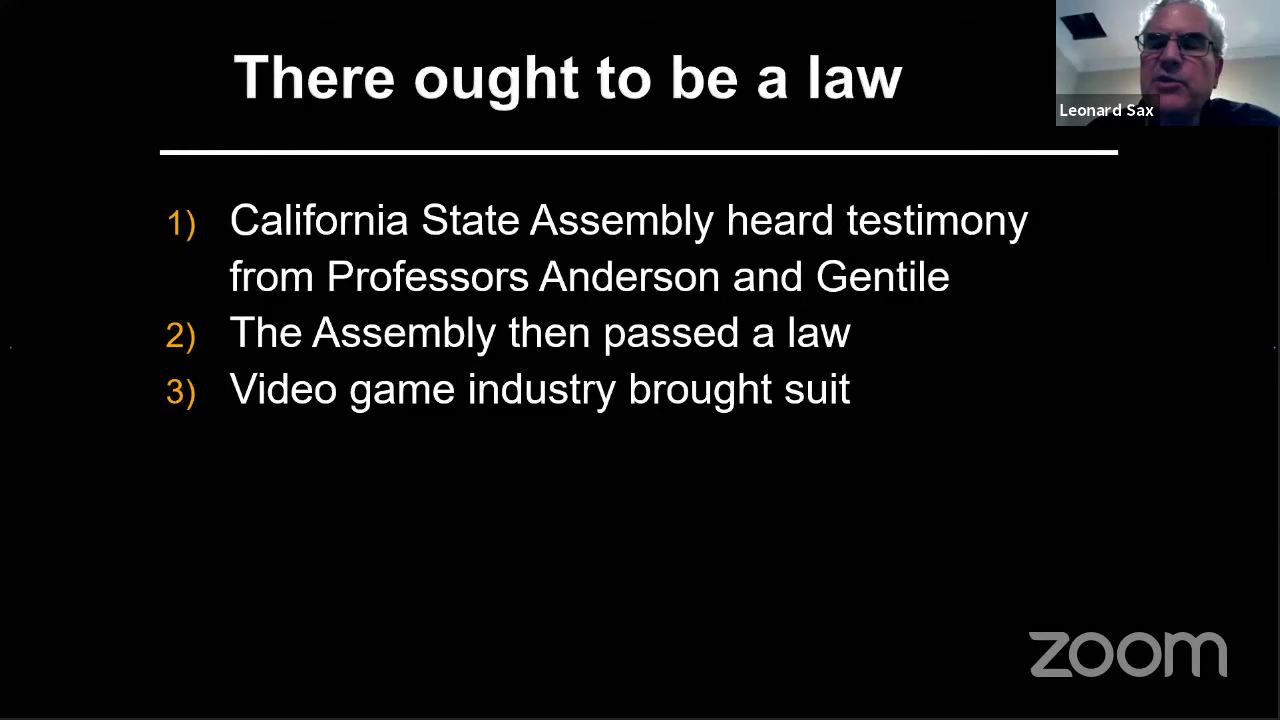 There ought to be a law
Leonard Sax
1) California State Assembly heard testimony
from Professors Anderson and Gentile
2) The Assembly then passed a law
3) Video game industry brought suit
zoom